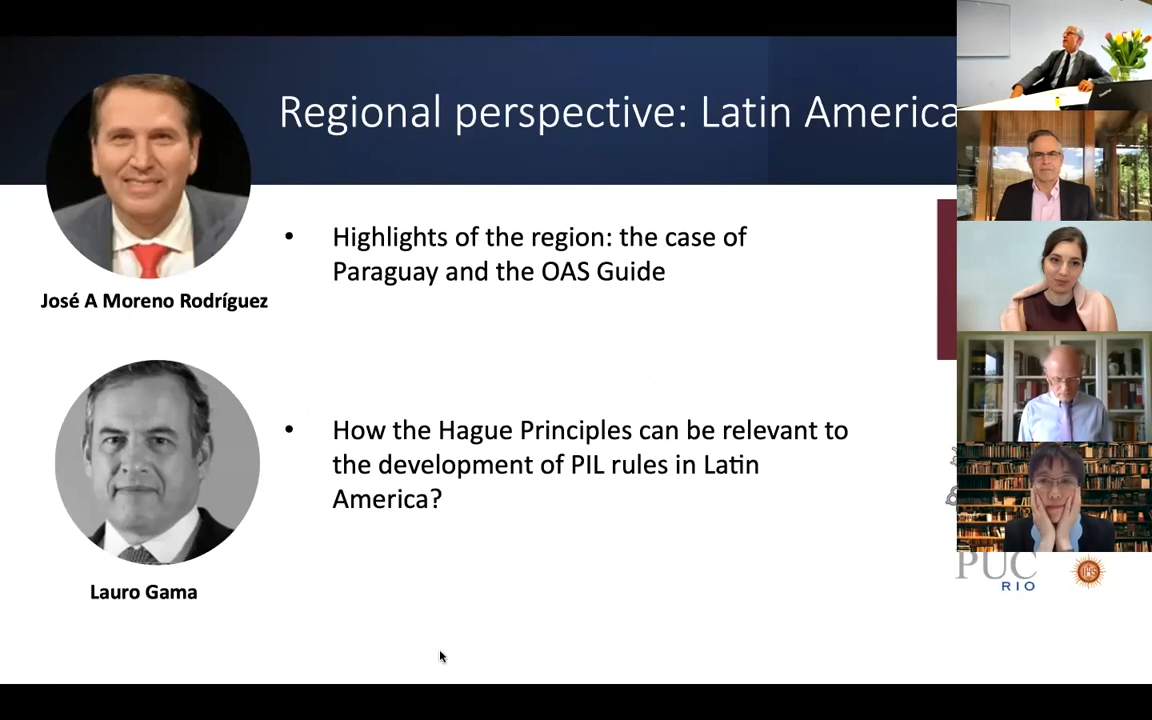 Regional perspective: Latin America
• Highlights of the region: the case of
Paraguay and the OAS Guide
José A Moreno Rodríguez
• How the Hague Principles can be relevant to
the development of PIL rules in Latin
America?
Lauro Gama
PUC
RIO